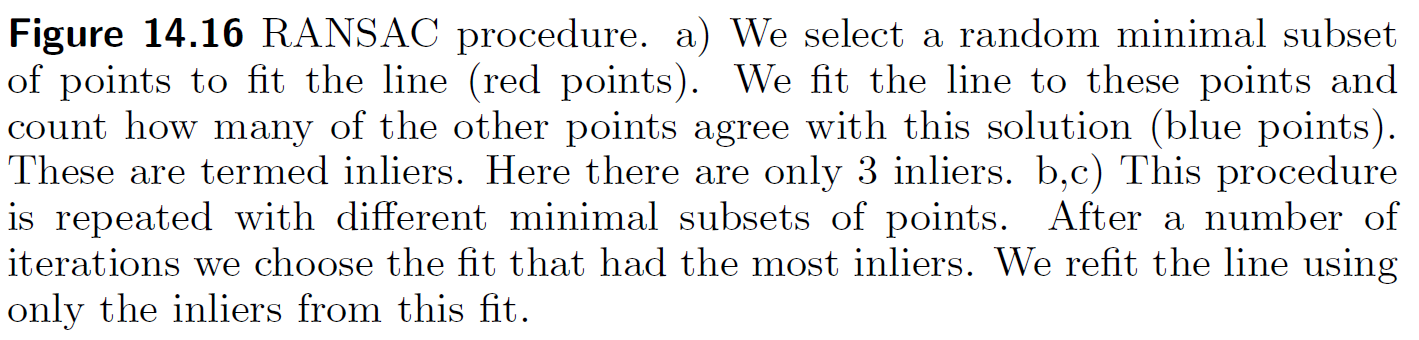 Figure 14.16 RANSAC procedure. a) We select a random minimal subset
of points to fit the line (red points). We fit the line to these points and
count how many of the other points agree with this solution (blue points).
These are termed inliers. Here there are only 3 inliers. b,c) This procedure
is repeated with different minimal subsets of points. After a number of
iterations we choose the fit that had the most inliers. We refit the line using
only the inliers from this fit.